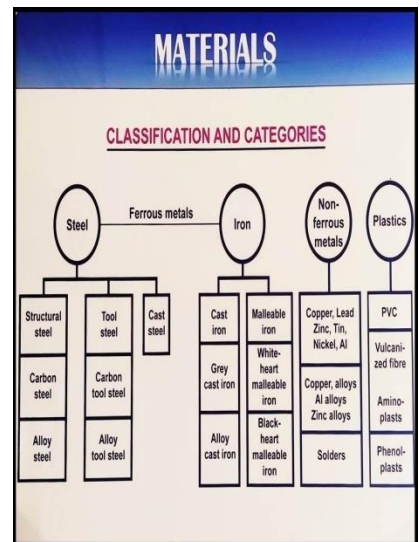 MATERIALS
CLASSIFICATION AND CATEGORIES
Steel
Ferrous metals
Iron
Non-
ferrous
metals
Plastics
Structural
steel
Carbon
steel
Alloy
steel
Tool
steel
Carbon
tool steel
Alloy
tool steel
Cast
steel
Cast
iron
Grey
cast iron
Alloy
cast iron
Malleable
iron
White-
heart
malleable
iron
Black-
heart
malleable
iron
Copper, Lead
Zinc, Tin,
Nickel, Al
Copper, alloys
Al alloys
Zinc alloys
Solders
PVC
Vulcani-
zed fibre
Amino-
plasts
Phenol-
plasts